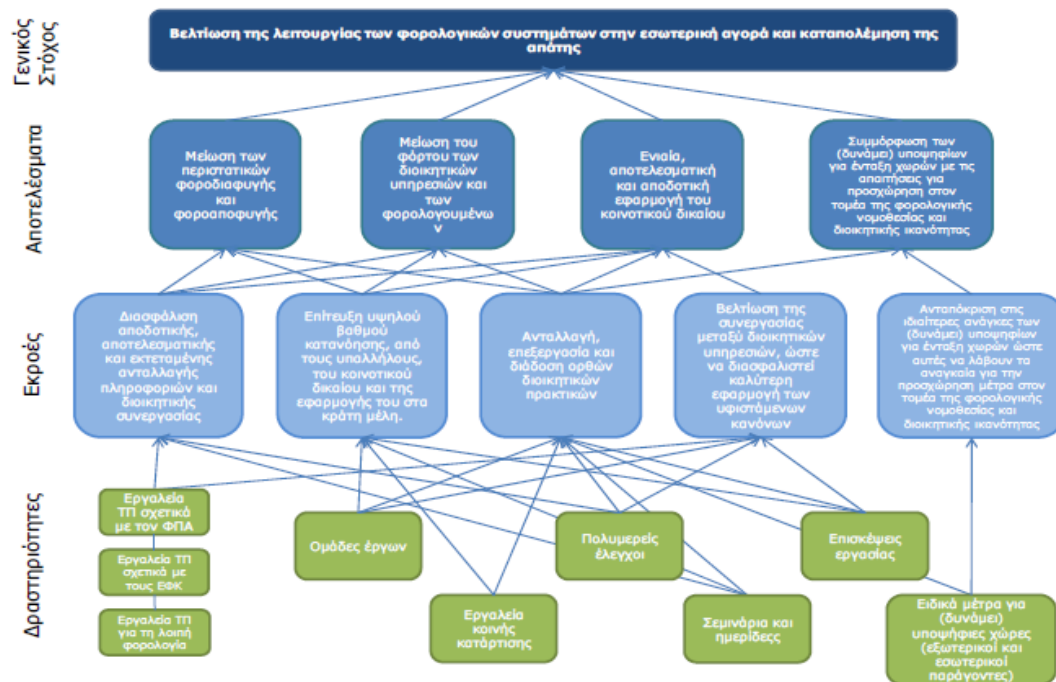 Γενικός
Στόχος
Βελτίωση της λειτουργίας των φορολογικών συστημάτων στην εσωτερική αγορά και καταπολέμηση της
απάτης
Αποτελέσματα
Μείωση των
περιστατικών
φοροδιαφυγής
και
φοροαποφυγής
Μείωση του
φόρτου των
διοικητικών
υπηρεσιών και
των
φορολογουμένω
ν
Ενιαία,
αποτελεσματική
και αποδοτική
εφαρμογή του
κοινοτικού δικαίου
Συμμόρφωση των
(δυνάμει) υποψηφίων
για ένταξη χωρών με τις
απαιτήσεις για
προσχώρηση στον
τομέα της φορολογικής
νομοθεσίας και
διοικητικής ικανότητας
Εκροές
Διασφάλιση
αποδοτικής,
αποτελεσματικής
και εκτεταμένης
ανταλλαγής
πληροφοριών και
διοικητικής
συνεργασίας
Επίτευξη υψηλού
βαθμού
κατανόησης, από
τους υπαλλήλους,
του κοινοτικού
δικαίου και της
εφαρμογής του στα
κράτη μέλη.
Ανταλλαγή,
επεξεργασία και
διάδοση ορθών
διοικητικών
πρακτικών
Βελτίωση της
συνεργασίας
μεταξύ διοικητικών
υπηρεσιών, ώστε
να διασφαλιστεί
καλύτερη
εφαρμογή των
υφιστάμενων
κανόνων
Ανταπόκριση στις
ιδιαίτερες ανάγκες των
(δυνάμει) υποψηφίων
για ένταξη χωρών ώστε
αυτές να λάβουν τα
αναγκαία για την
προσχώρηση μέτρα στον
τομέα της φορολογικής
νομοθεσίας και
διοικητικής ικανότητας
Δραστηριότητες
Εργαλεία
ΤΠ σχετικά
με τον ΦΠΑ
Εργαλεία ΤΠ
σχετικά με
τους ΕΦΚ
Εργαλεία ΤΠ
για τη λοιπή
φορολογία
Ομάδες έργων
Πολυμερείς
έλεγχοι
Επισκέψεις
εργασίας
Εργαλεία
κοινής
κατάρτισης
Σεμινάρια και
ημερίδεςς
Ειδικά μέτρα για
(δυνάμει)
υποψήφιες χώρες
(εξωτερικοί και
εσωτερικοί
παράγοντες)